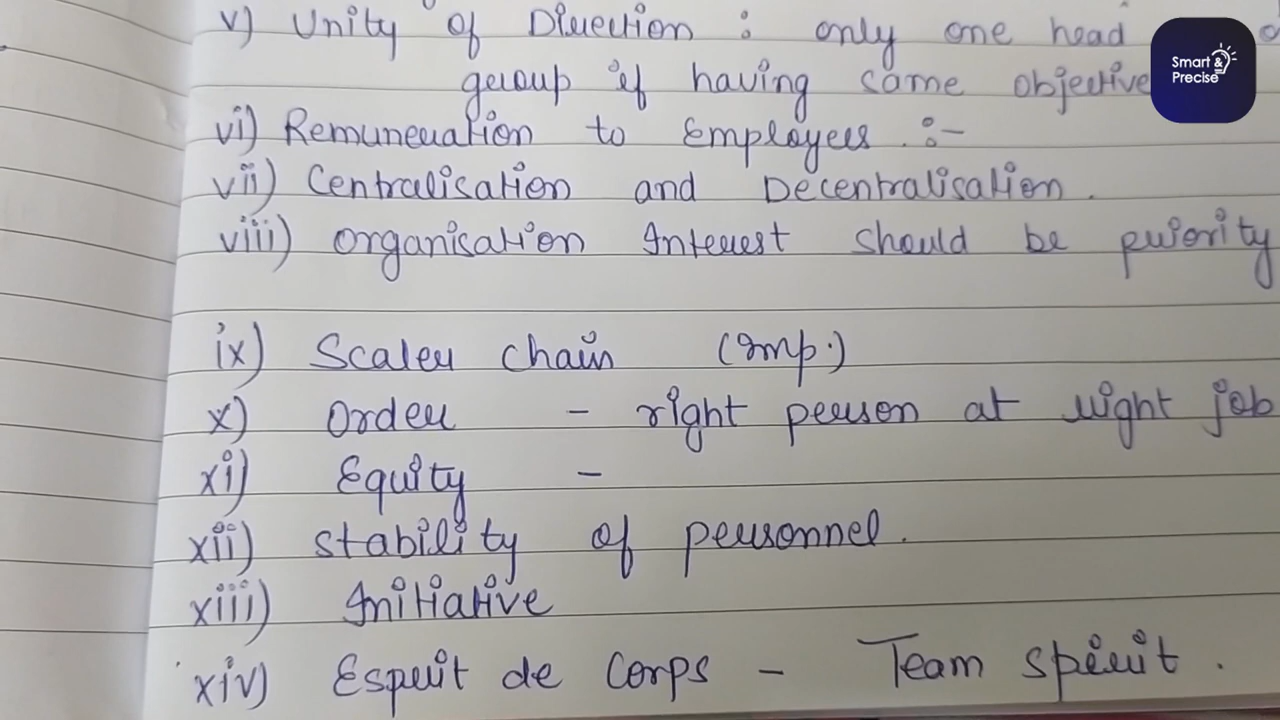 v) Unity of Direction : only one head
group if having same objective
Smart &
Precise
vi) Remuneration to Employees :-
vii) Centralisation and Decentralisation.
viii) Organisation Interest should be priority
ix) Scaler chain (Imp.)
x) Order - right person at right job
xi) Equity -
xii) Stability of personnel.
xiii) Initiative
xiv) Esprit de Corps - Team spirit.